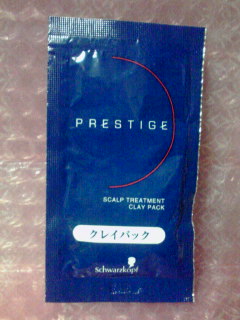 PRESTIGE
SCALP TREATMENT
CLAY PACK
クレイパック
Schwarzkopf